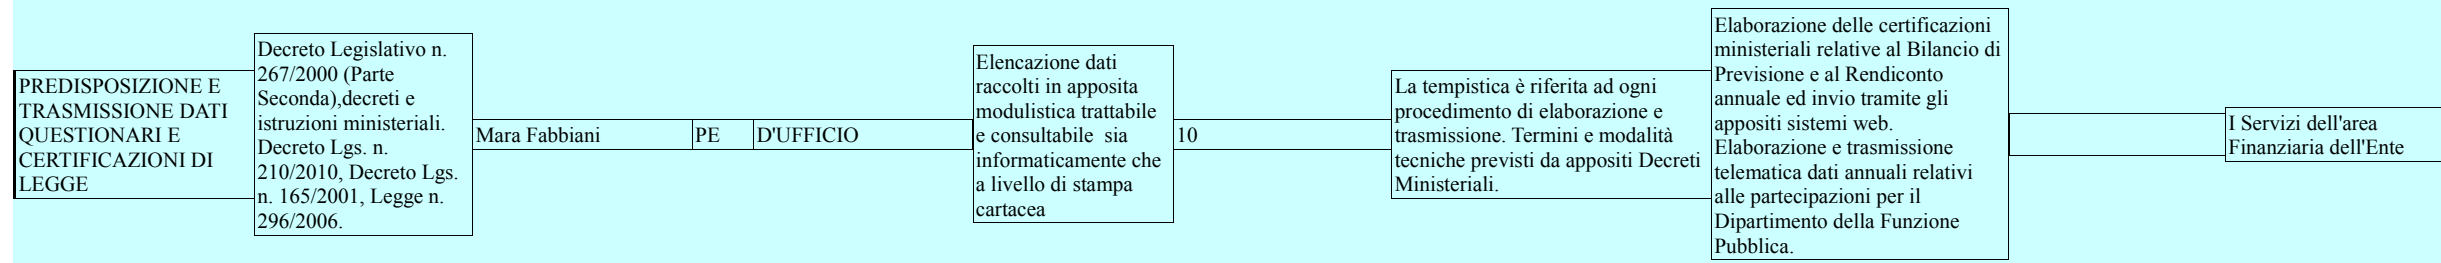 PREDISPOSIZIONE E
TRASMISSIONE DATI
QUESTIONARI E
CERTIFICAZIONI DI
LEGGE
Decreto Legislativo n.
267/2000 (Parte
Seconda),decreti e
istruzioni ministeriali.
Decreto Lgs. n.
210/2010, Decreto Lgs.
n. 165/2001, Legge n.
296/2006.
Mara Fabbiani
PE
D'UFFICIO
Elencazione dati
raccolti in apposita
modulistica trattabile
e consultabile  sia
informaticamente che
a livello di stampa
cartacea
10
La tempistica è riferita ad ogni
procedimento di elaborazione e
trasmissione. Termini e modalità
tecniche previsti da appositi Decreti
Ministeriali.
Elaborazione delle certificazioni
ministeriali relative al Bilancio di
Previsione e al Rendiconto
annuale ed invio tramite gli
appositi sistemi web.
Elaborazione e trasmissione
telematica dati annuali relativi
alle partecipazioni per il
Dipartimento della Funzione
Pubblica.
I Servizi dell'area
Finanziaria dell'Ente